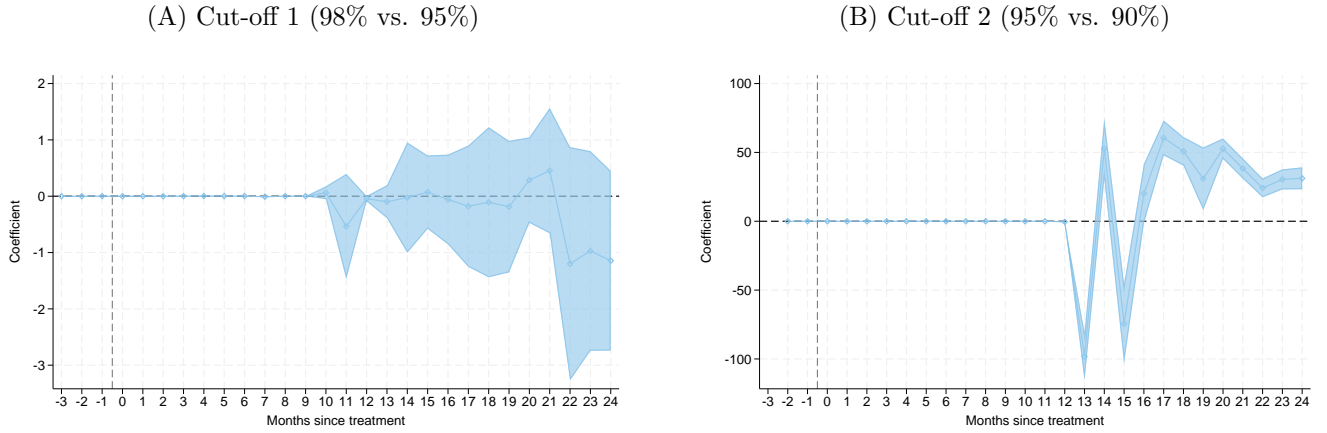 (A) Cut-off 1 (98% vs. 95%)
2
1
0
-1
-2
-3
Coefficient
-3 -2 -1 0 1 2 3 4 5 6 7 8 9 10 11 12 13 14 15 16 17 18 19 20 21 22 23 24
Months since treatment
(B) Cut-off 2 (95% vs. 90%)
100
50
0
-50
-100
Coefficient
-3 -2 -1 0 1 2 3 4 5 6 7 8 9 10 11 12 13 14 15 16 17 18 19 20 21 22 23 24
Months since treatment